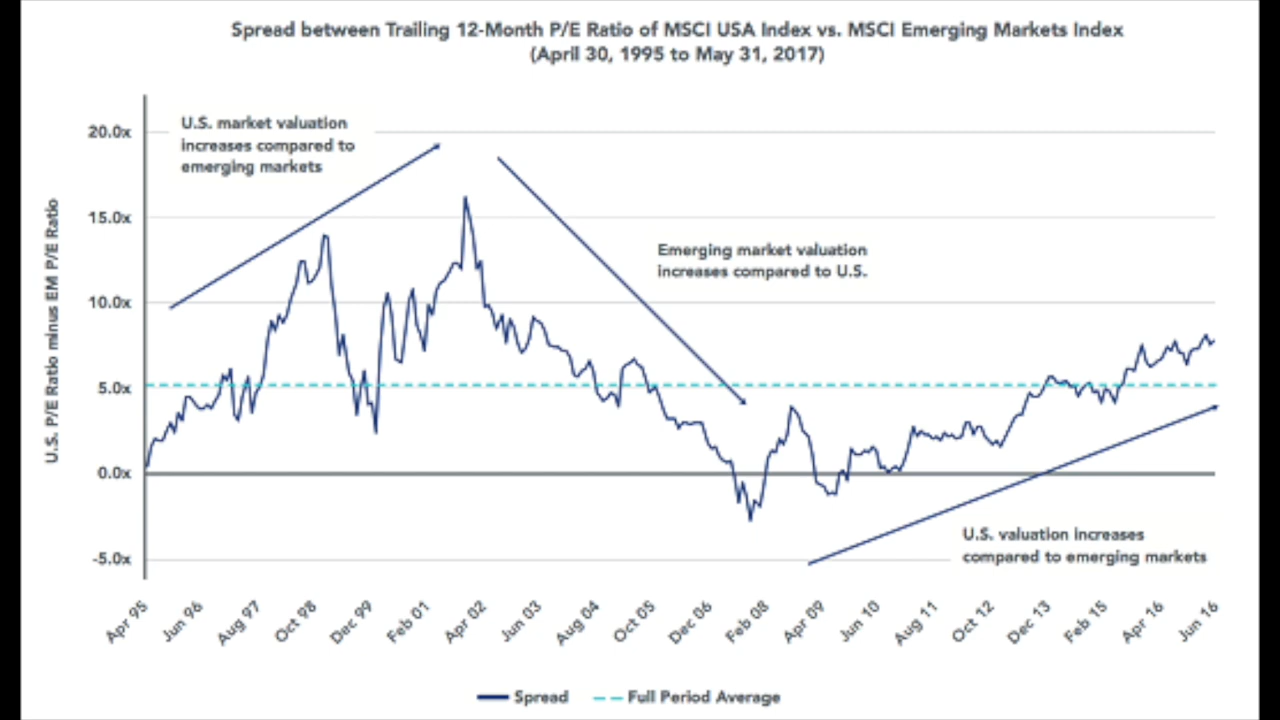 Spread between Trailing 12-Month P/E Ratio of MSCI USA Index vs. MSCI Emerging Markets Index
(April 30, 1995 to May 31, 2017)
U.S. P/E Ratio minus EM P/E Ratio
20.0x
15.0x
10.0x
5.0x
0.0x
-5.0x
U.S. market valuation
increases compared to
emerging markets
Emerging market valuation
increases compared to U.S.
U.S. valuation increases
compared to emerging markets
Apr 95
Jun 96
Aug 97
Oct 98
Dec 99
Feb 01
Apr 02
Jun 03
Aug 04
Oct 05
Dec 06
Feb 08
Apr 09
Jun 10
Aug 11
Oct 12
Dec 13
Feb 15
Apr 16
Jun 16
Spread
Full Period Average